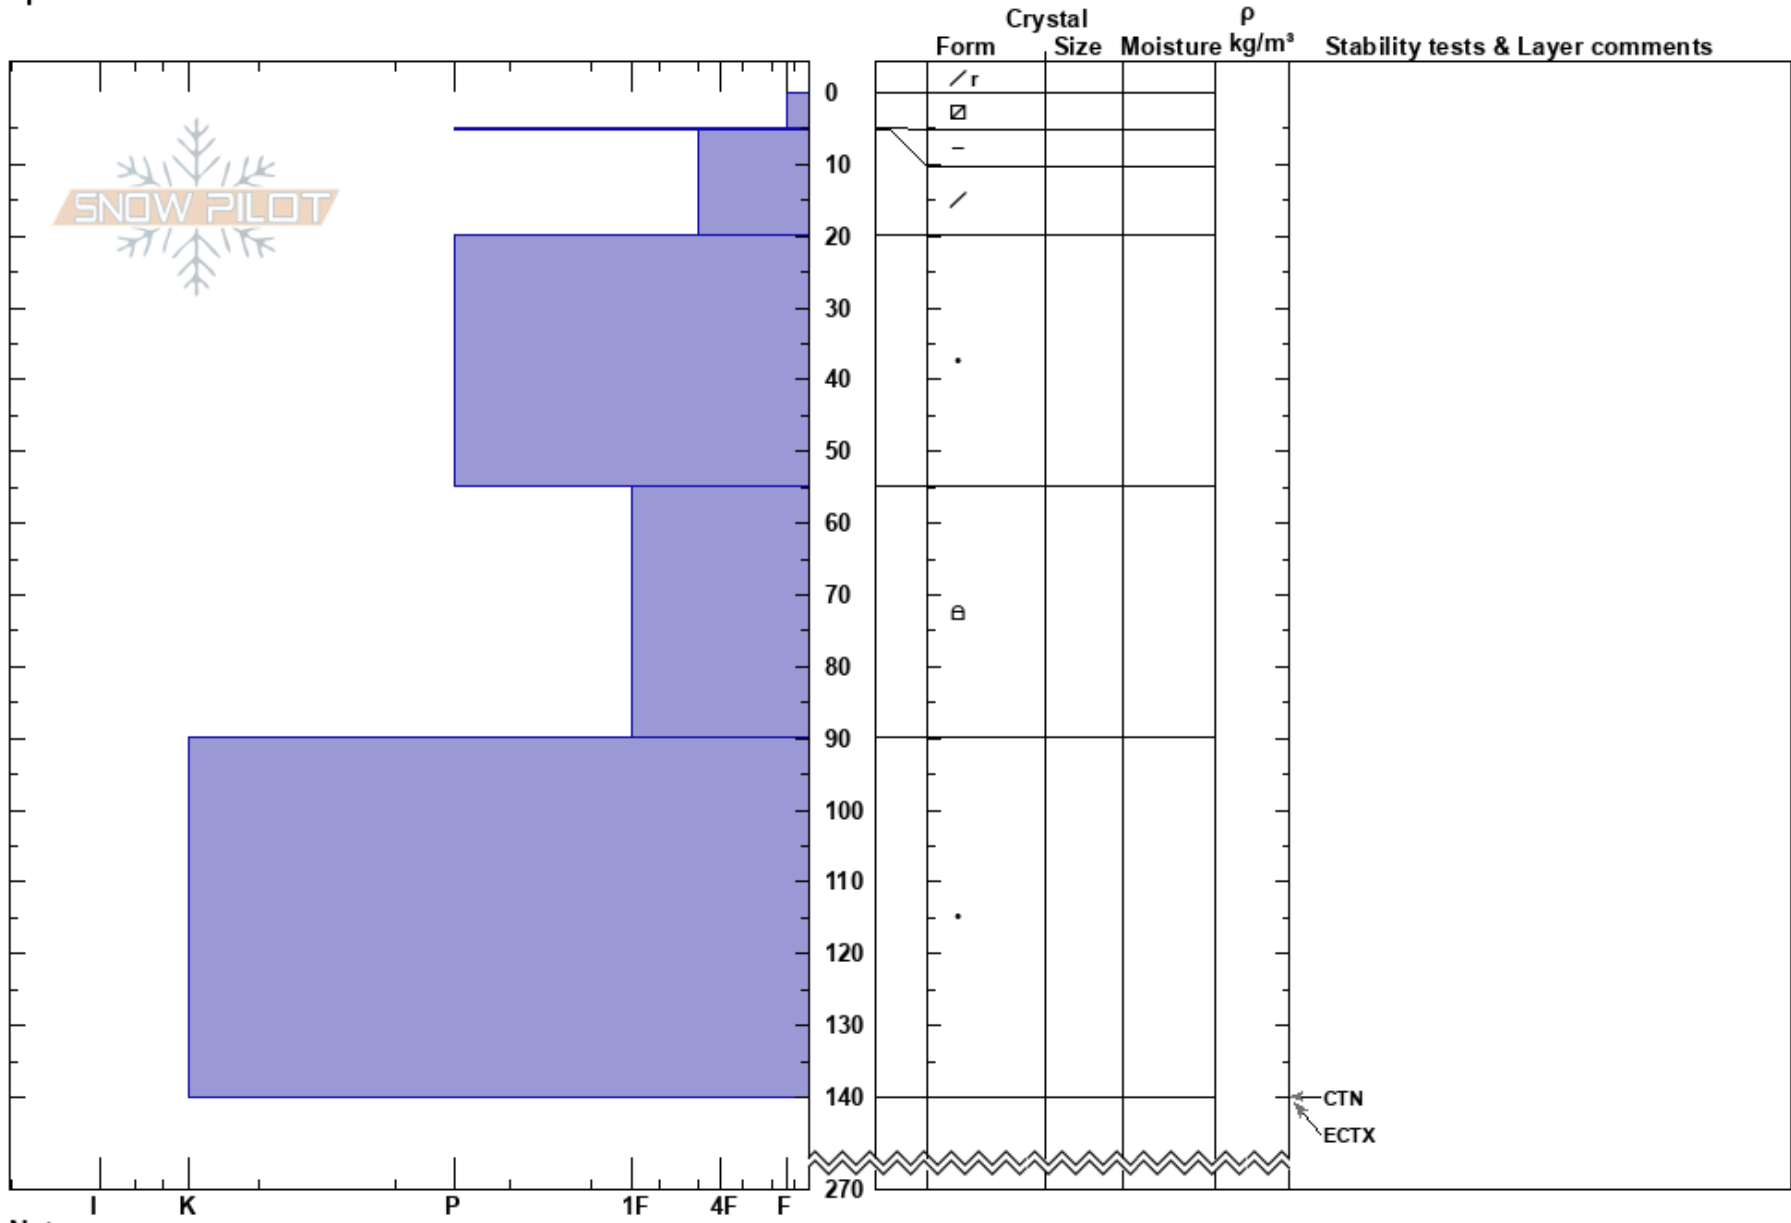 Crystal
ρ
Form Size Moisture kg/m³ Stability tests & Layer comments
r
0
SNOW PILOT
10
20
30
40
50
60
70
80
90
100
110
120
130
140
CTN
ECTX
270
I K P 1F 4F F